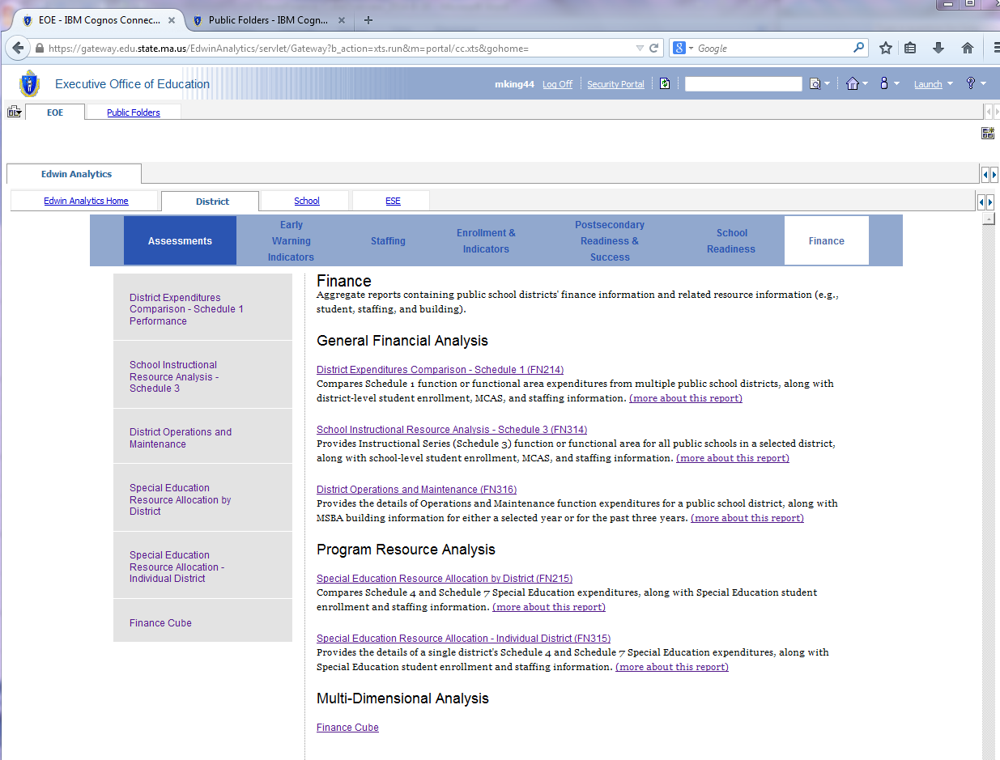 EOE - IBM Cognos Connec... × Public Folders - IBM Cogn... × +
https://gateway.edu.state.ma.us/EdwinAnalytics/servlet/Gateway?b_action=xts.run&m=portal/cc.xts&gohome= 8 Google
Executive Office of Education mking44 Log Off Security Portal Launch ?
EOE Public Folders
Edwin Analytics
Edwin Analytics Home District School ESE
Assessments
Early
Warning
Indicators
Staffing
Enrollment &
Indicators
Postsecondary
Readiness &
Success
School
Readiness
Finance
District Expenditures
Comparison - Schedule 1
Performance
School Instructional
Resource Analysis -
Schedule 3
District Operations and
Maintenance
Special Education
Resource Allocation by
District
Special Education
Resource Allocation -
Individual District
Finance Cube
Finance
Aggregate reports containing public school districts' finance information and related resource information (e.g.,
student, staffing, and building).
General Financial Analysis
District Expenditures Comparison - Schedule 1 (FN214)
Compares Schedule 1 function or functional area expenditures from multiple public school districts, along with
district-level student enrollment, MCAS, and staffing information. (more about this report)
School Instructional Resource Analysis - Schedule 3 (FN314)
Provides Instructional Series (Schedule 3) function or functional area for all public schools in a selected district,
along with school-level student enrollment, MCAS, and staffing information. (more about this report)
District Operations and Maintenance (FN316)
Provides the details of Operations and Maintenance function expenditures for a public school district, along with
MSBA building information for either a selected year or for the past three years. (more about this report)
Program Resource Analysis
Special Education Resource Allocation by District (FN215)
Compares Schedule 4 and Schedule 7 Special Education expenditures, along with Special Education student
enrollment and staffing information. (more about this report)
Special Education Resource Allocation - Individual District (FN315)
Provides the details of a single district's Schedule 4 and Schedule 7 Special Education expenditures, along with
Special Education student enrollment and staffing information. (more about this report)
Multi-Dimensional Analysis
Finance Cube